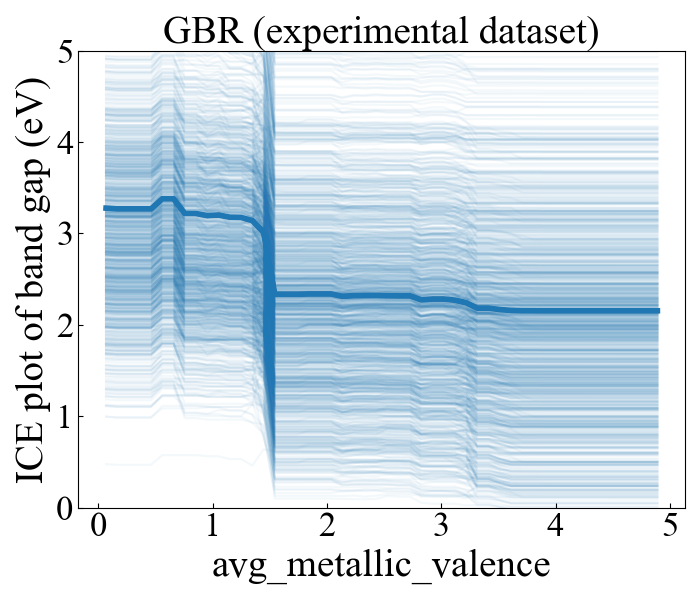 GBR (experimental dataset)
ICE plot of band gap (eV)
5
4
3
2
1
0
0 1 2 3 4 5
avg_metallic_valence